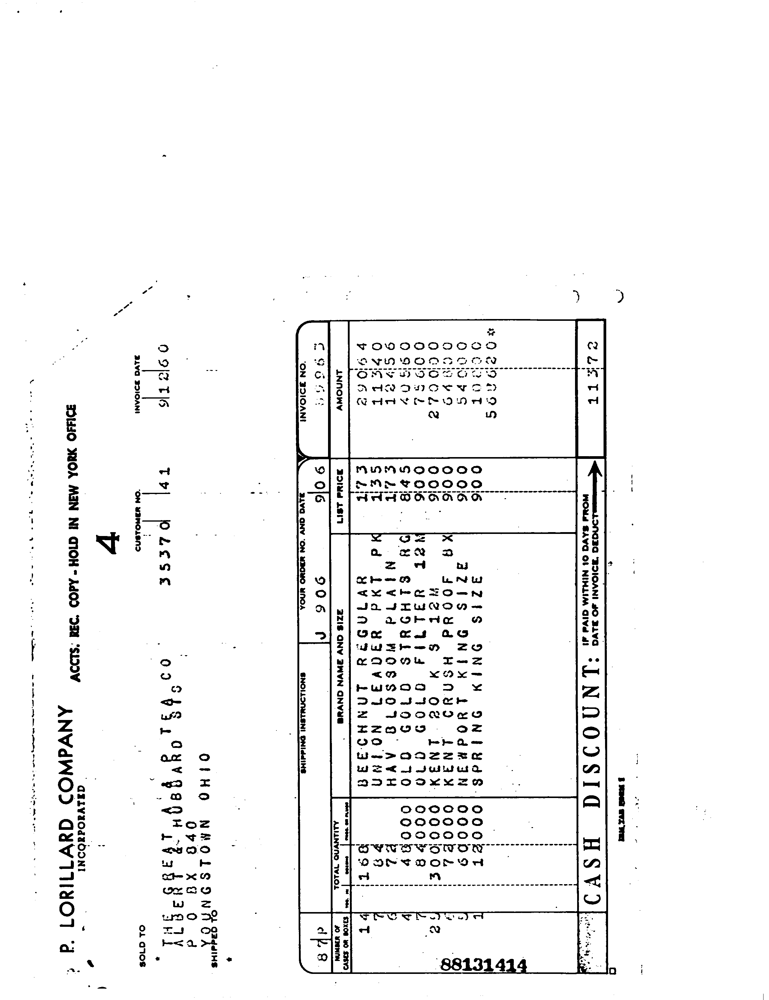 P. LORILLARD COMPANY ACCTS. REC. COPY - HOLD IN NEW YORK OFFICE
INCORPORATED
4
SOLD TO CUSTOMER NO. INVOICE DATE
35370 41 9 12 60
THE GREAT A & P TEA CO
ALBERT & HUBBARD STS
P O BX 840
YOUNGSTOWN OHIO
SHIPPED TO
SHIPPING INSTRUCTIONS YOUR ORDER NO. AND DATE INVOICE NO.
87P J 906 906
NUMBER OF CASES OR BOXES TOTAL QUANTITY BRAND NAME AND SIZE LIST PRICE AMOUNT
14 168 BEECHNUT REGULAR 173 29064
7 84 UNION LEADER PKT PK 135 11340
6 72 HAV BLOSSOM PLAIN 173 12456
4 48000 OLD GOLD STRGHTS RG 845 40560
7 84000 OLD GOLD FILTER 12M 900 75600
25 300000 KENT 20 K S 12M 900 270000
6 72000 KENT CRUSH PROOF BX 900 64800
5 60000 NEWPORT KING SIZE 900 54000
1 12000 SPRING KING SIZE 900 10800
568620*
CASH DISCOUNT: IF PAID WITHIN 10 DAYS FROM
DATE OF INVOICE, DEDUCT 11372
88131414